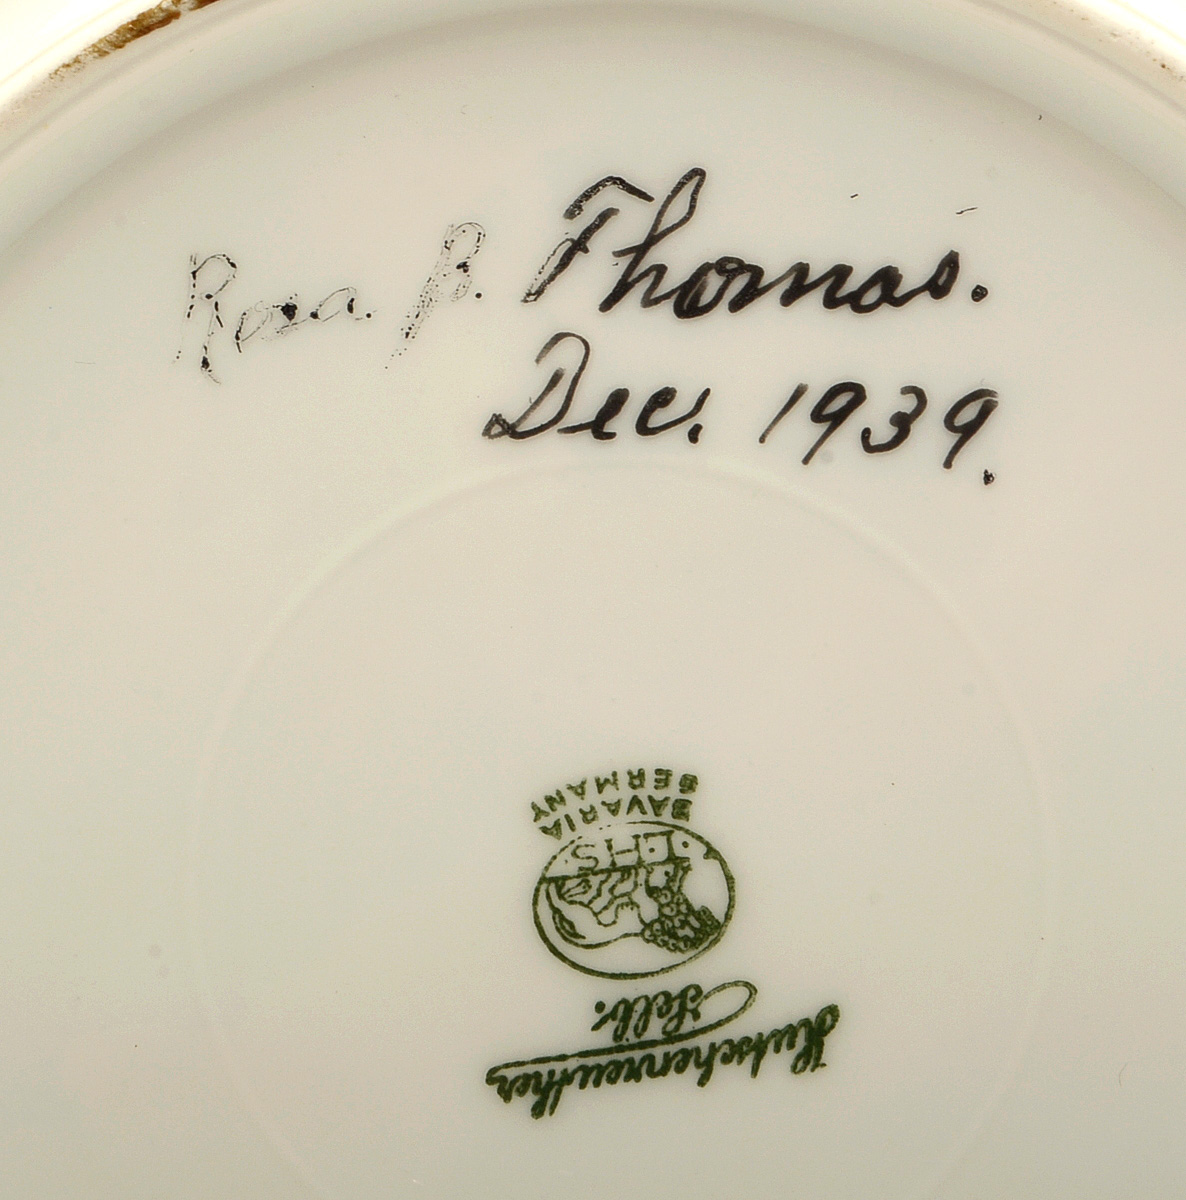 Rosa B. Thomas.
Dec. 1939.
Hutschenreuther
Selb.
L.H.S.
BAVARIA
GERMANY